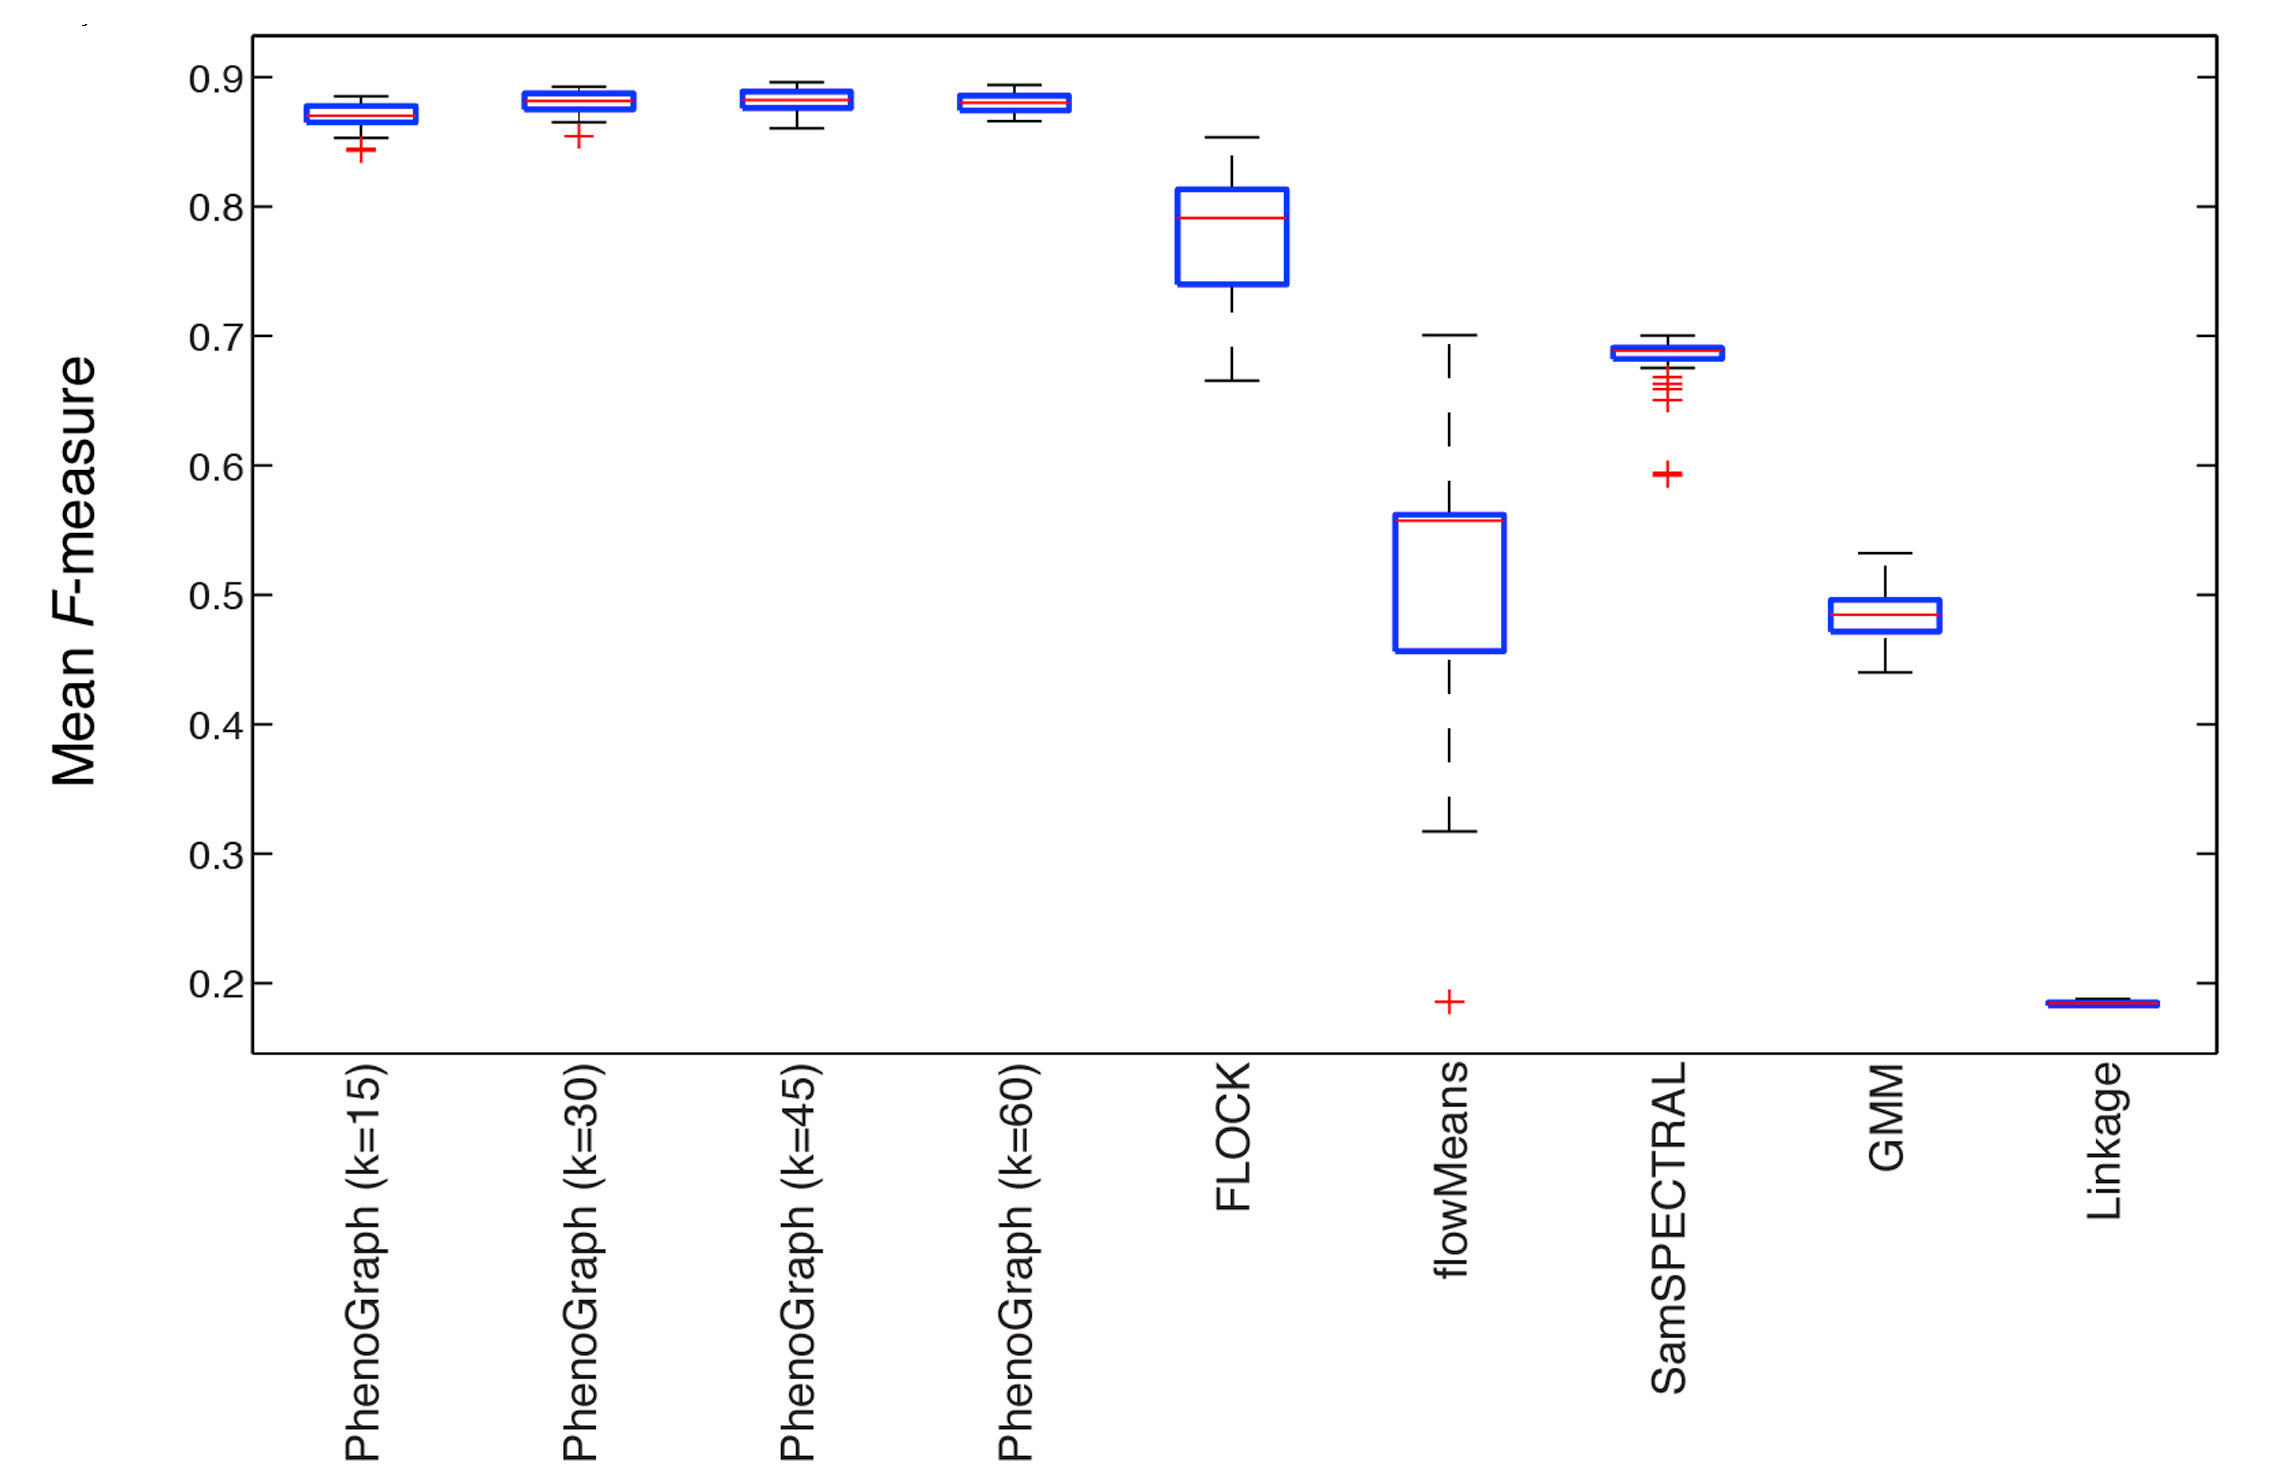 Mean F-measure
0.9
0.8
0.7
0.6
0.5
0.4
0.3
0.2
PhenoGraph (k=15)
PhenoGraph (k=30)
PhenoGraph (k=45)
PhenoGraph (k=60)
FLOCK
flowMeans
SamSPECTRAL
GMM
Linkage